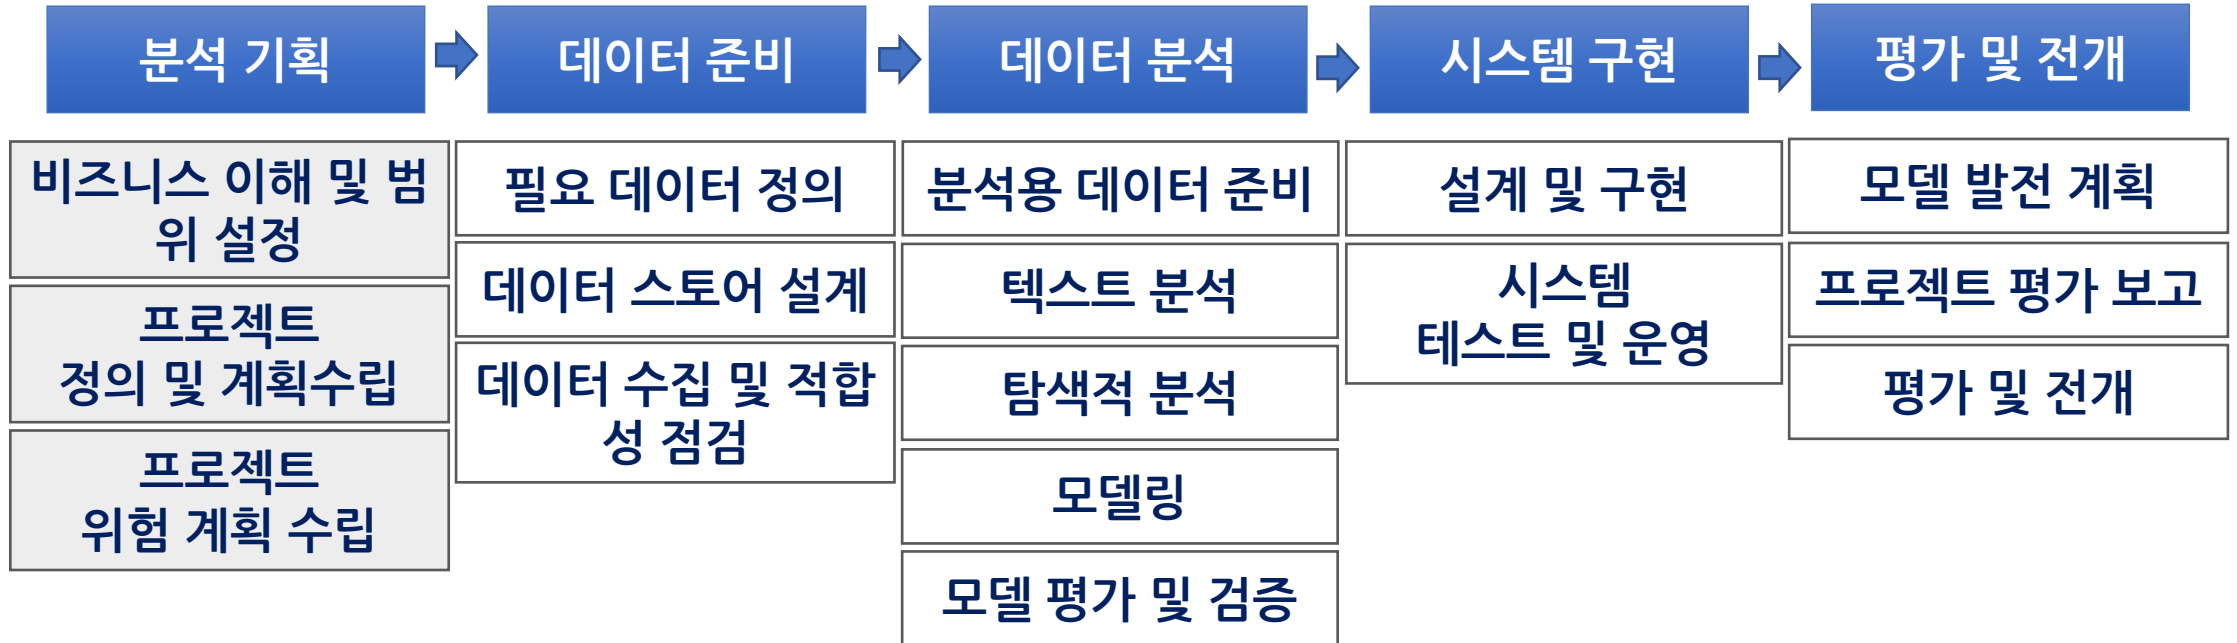 분석 기획
데이터 준비
데이터 분석
시스템 구현
평가 및 전개
비즈니스 이해 및 범
위 설정
프로젝트
정의 및 계획수립
프로젝트
위험 계획 수립
필요 데이터 정의
데이터 스토어 설계
데이터 수집 및 적합
성 점검
분석용 데이터 준비
텍스트 분석
탐색적 분석
모델링
모델 평가 및 검증
설계 및 구현
시스템
테스트 및 운영
모델 발전 계획
프로젝트 평가 보고
평가 및 전개